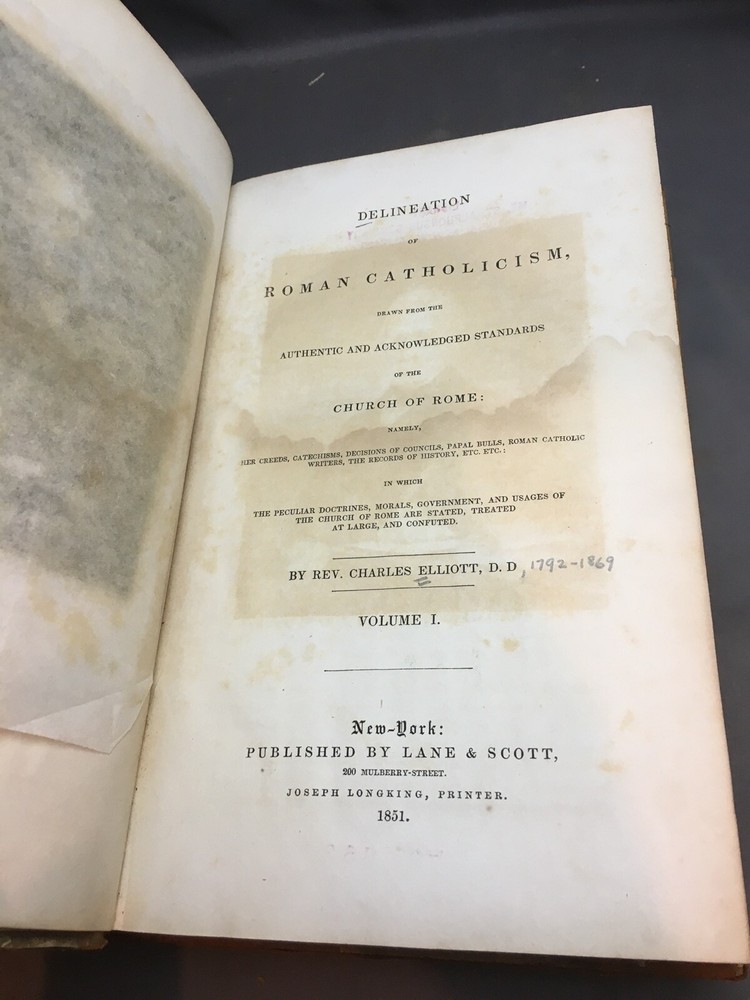 DELINEATION
OF
ROMAN CATHOLICISM,
DRAWN FROM THE
AUTHENTIC AND ACKNOWLEDGED STANDARDS
OF THE
CHURCH OF ROME:
NAMELY,
HER CREEDS, CATECHISMS, DECISIONS OF COUNCILS, PAPAL BULLS, ROMAN CATHOLIC
WRITERS, THE RECORDS OF HISTORY, ETC. ETC.:
IN WHICH
THE PECULIAR DOCTRINES, MORALS, GOVERNMENT, AND USAGES OF
THE CHURCH OF ROME ARE STATED, TREATED
AT LARGE, AND CONFUTED.
BY REV. CHARLES ELLIOTT, D. D, 1792-1869
VOLUME I.
New-York:
PUBLISHED BY LANE & SCOTT,
200 MULBERRY-STREET.
JOSEPH LONGKING, PRINTER.
1851.